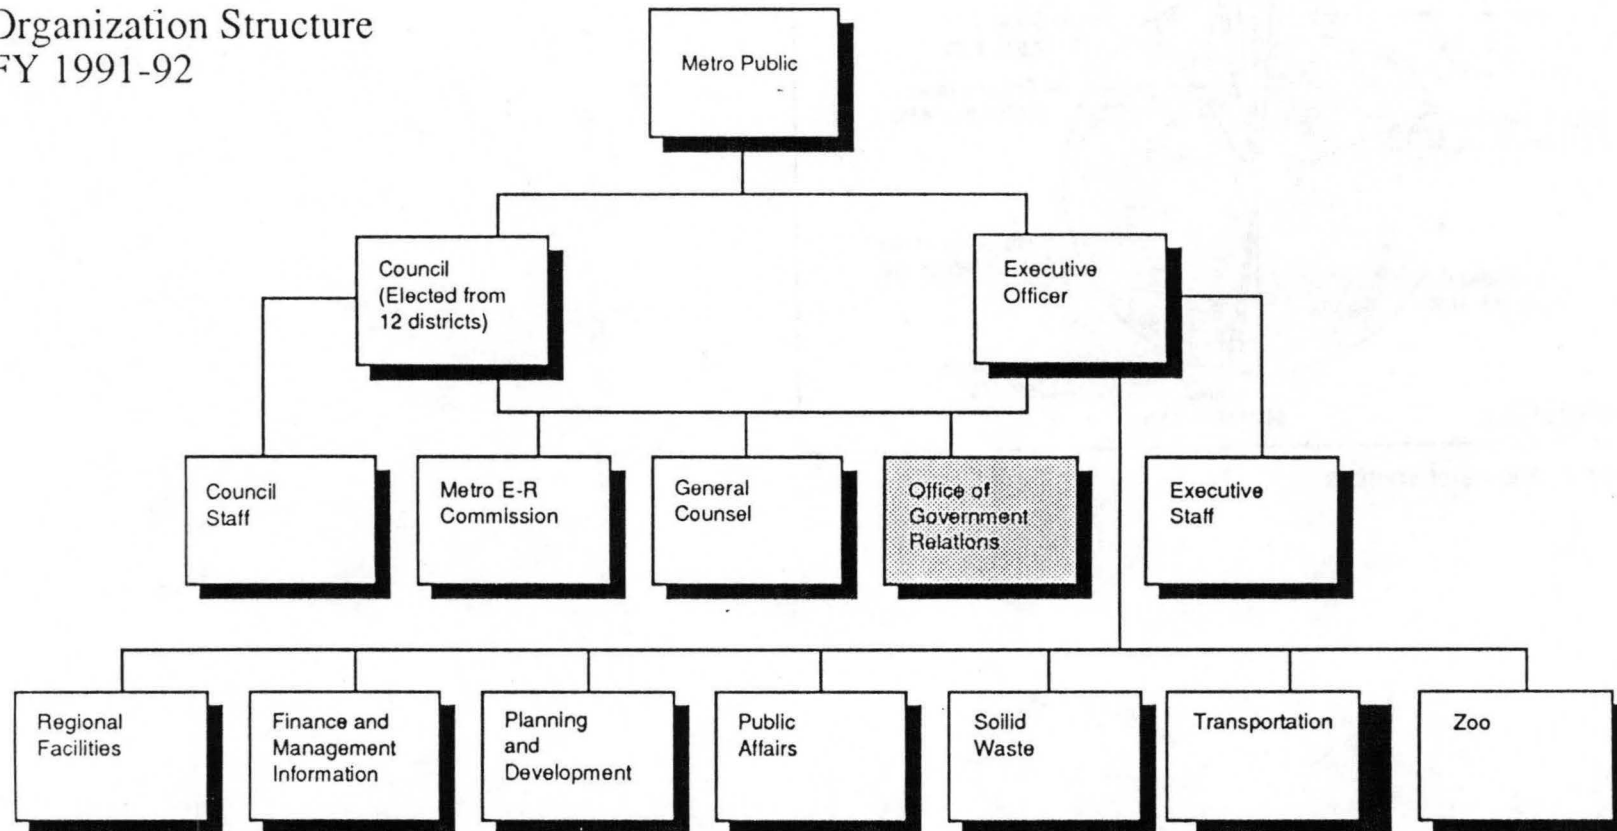 Organization Structure
FY 1991-92
Metro Public
Council
(Elected from
12 districts)
Executive
Officer
Council
Staff
Metro E-R
Commission
General
Counsel
Office of
Government
Relations
Executive
Staff
Regional
Facilities
Finance and
Management
Information
Planning
and
Development
Public
Affairs
Soilid
Waste
Transportation
Zoo